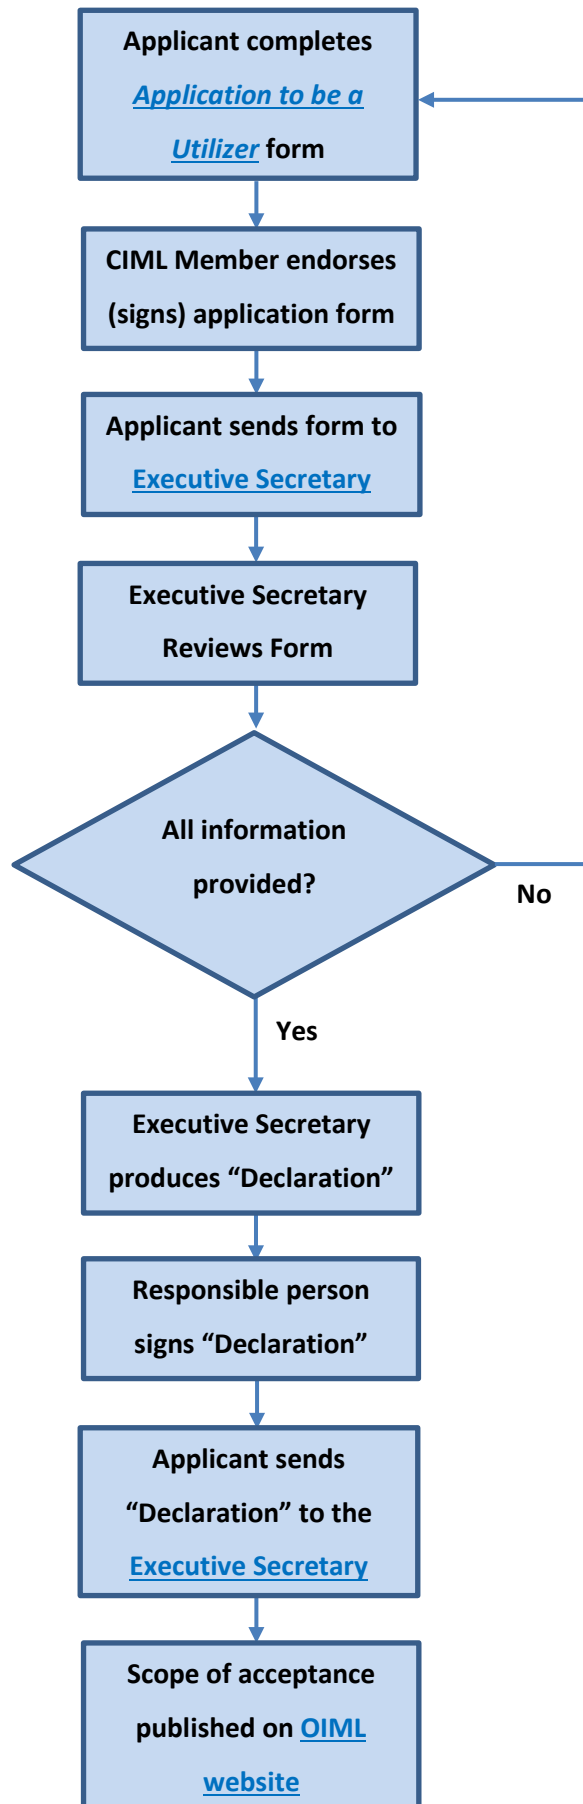 Applicant completes
Application to be a
Utilizer form
CIML Member endorses
(signs) application form
Applicant sends form to
Executive Secretary
Executive Secretary
Reviews Form
All information
provided?
No
Yes
Executive Secretary
produces “Declaration”
Responsible person
signs “Declaration”
Applicant sends
“Declaration” to the
Executive Secretary
Scope of acceptance
published on OIML
website